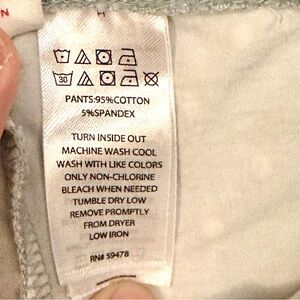 30
PANTS:95%COTTON
5%SPANDEX
TURN INSIDE OUT
MACHINE WASH COOL
WASH WITH LIKE COLORS
ONLY NON-CHLORINE
BLEACH WHEN NEEDED
TUMBLE DRY LOW
REMOVE PROMPTLY
FROM DRYER
LOW IRON
RN# 59478